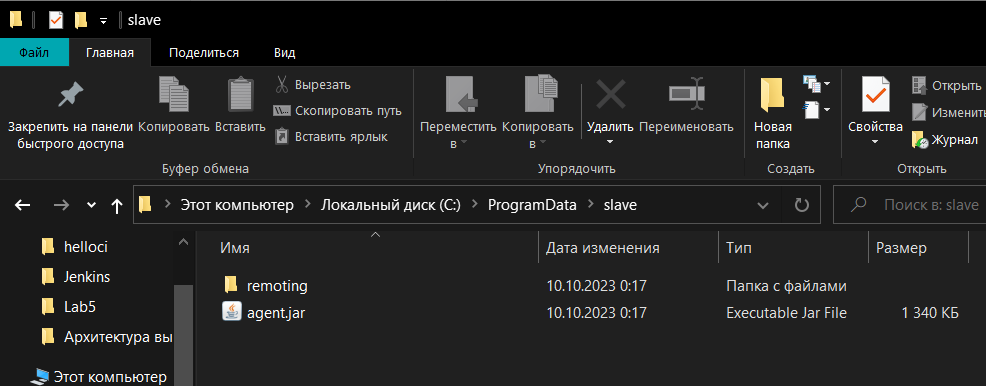 slave
Файл Главная Поделиться Вид
Закрепить на панели быстрого доступа
Копировать
Вставить
Вырезать
Скопировать путь
Вставить ярлык
Буфер обмена
Переместить в
Копировать в
Удалить
Переименовать
Упорядочить
Новая папка
Создать
Свойства
Открыть
Изменить
Журнал
Открыть
Этот компьютер Локальный диск (C:) ProgramData slave
Поиск в: slave
helloci
Jenkins
Lab5
Архитектура вы
Этот компьютер
Имя Дата изменения Тип Размер
remoting 10.10.2023 0:17 Папка с файлами
agent.jar 10.10.2023 0:17 Executable Jar File 1 340 КБ